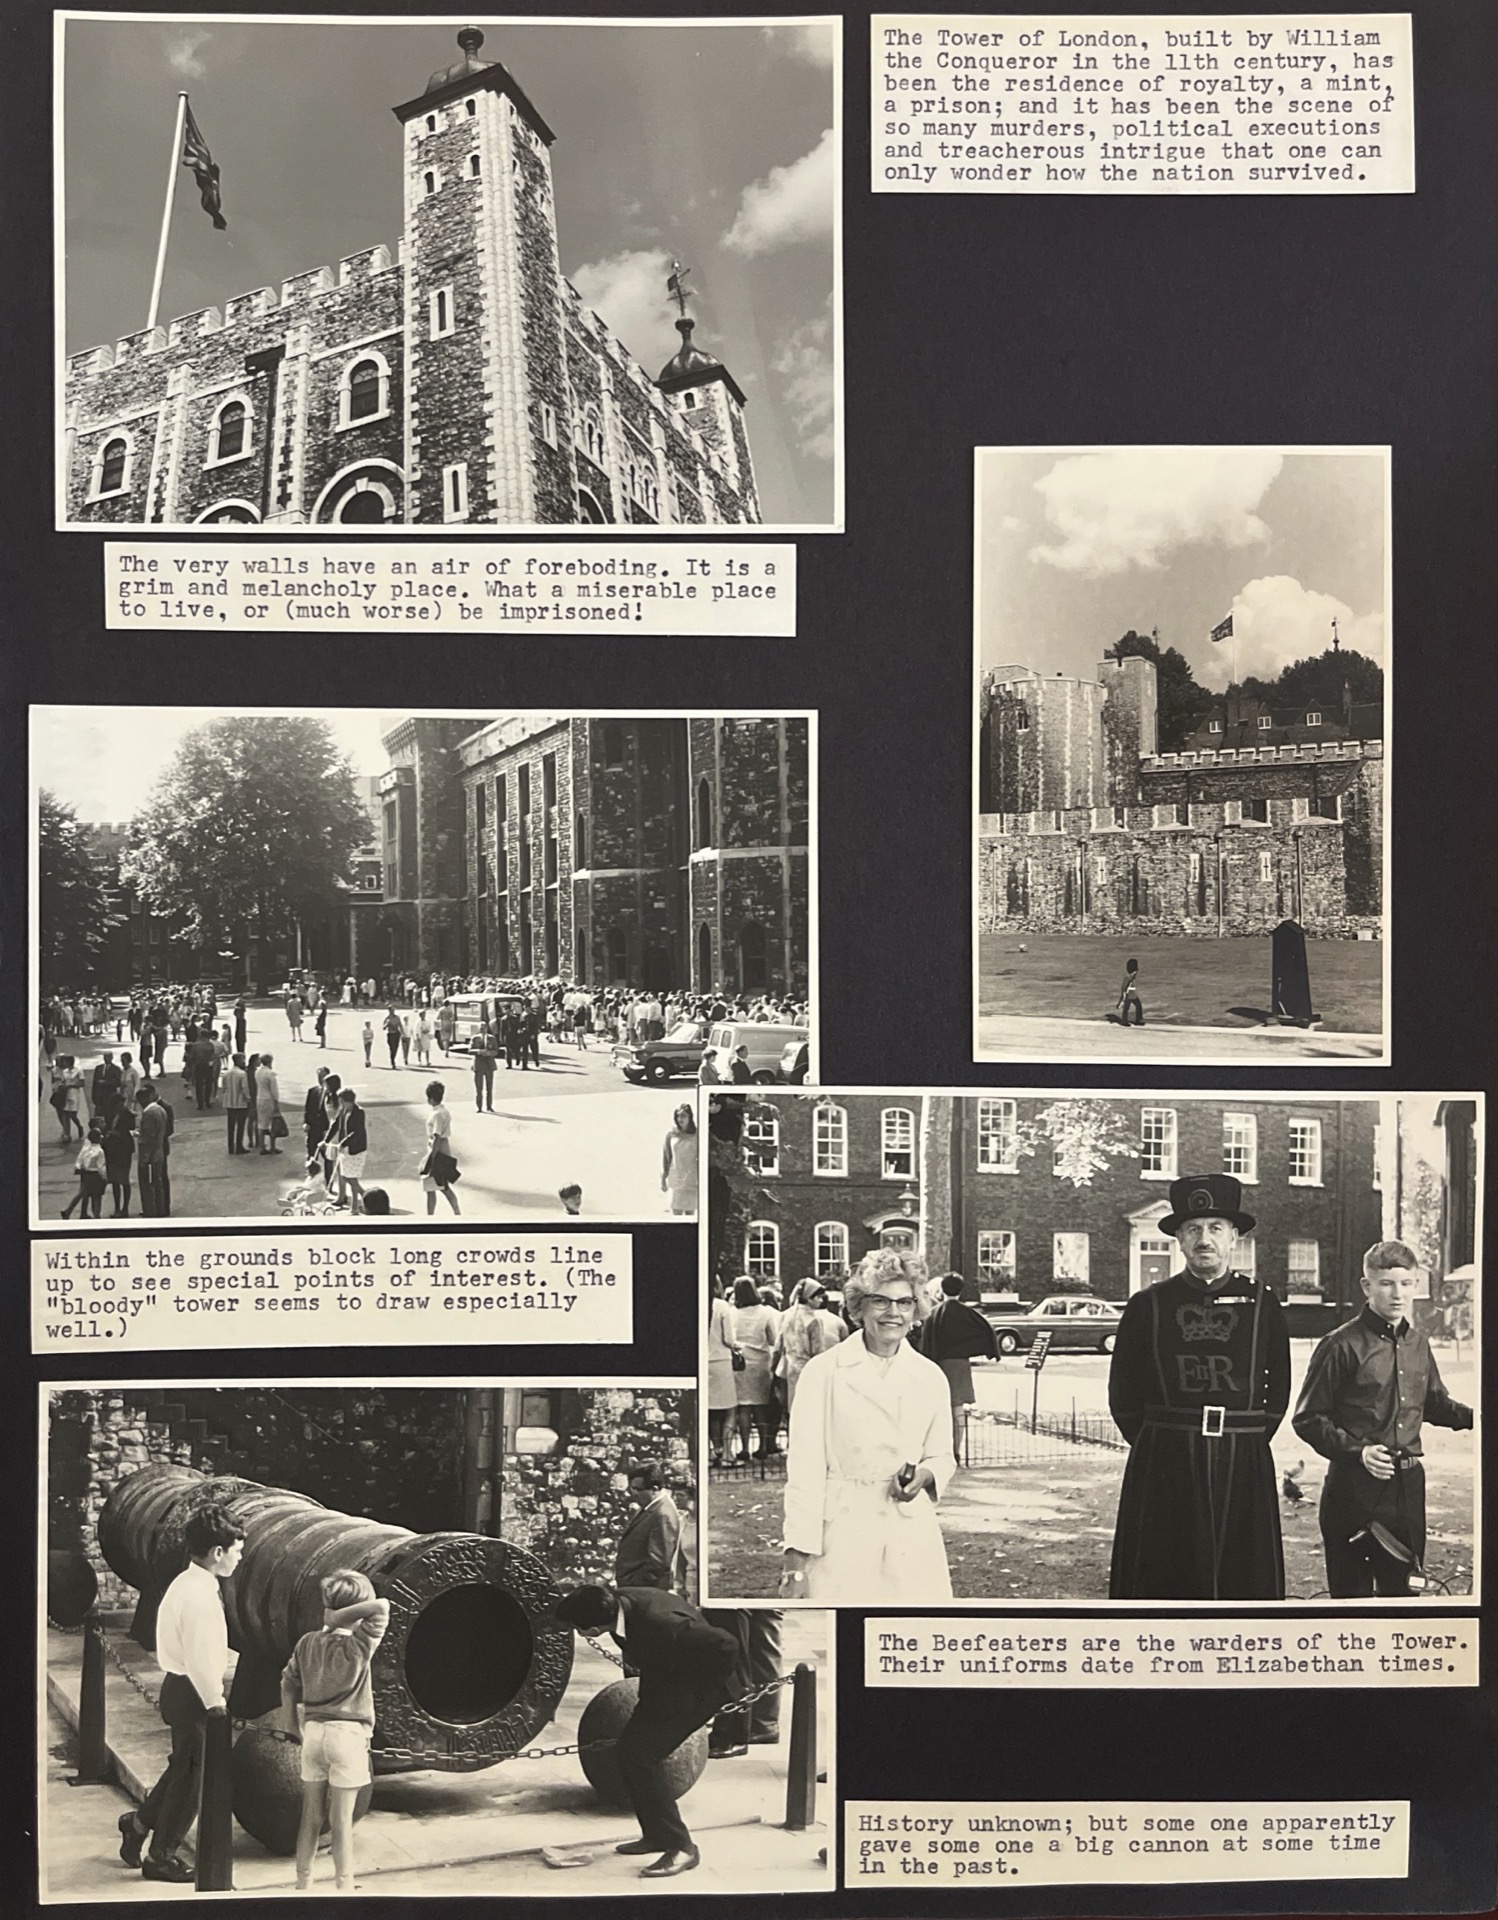 The Tower of London, built by William
the Conqueror in the 11th century, has
been the residence of royalty, a mint,
a prison; and it has been the scene of
so many murders, political executions
and treacherous intrigue that one can
only wonder how the nation survived.
The very walls have an air of foreboding. It is a
grim and melancholy place. What a miserable place
to live, or (much worse) be imprisoned!
Within the grounds block long crowds line
up to see special points of interest. (The
"bloody" tower seems to draw especially
well.)
EIIR
The Beefeaters are the warders of the Tower.
Their uniforms date from Elizabethan times.
History unknown; but some one apparently
gave some one a big cannon at some time
in the past.